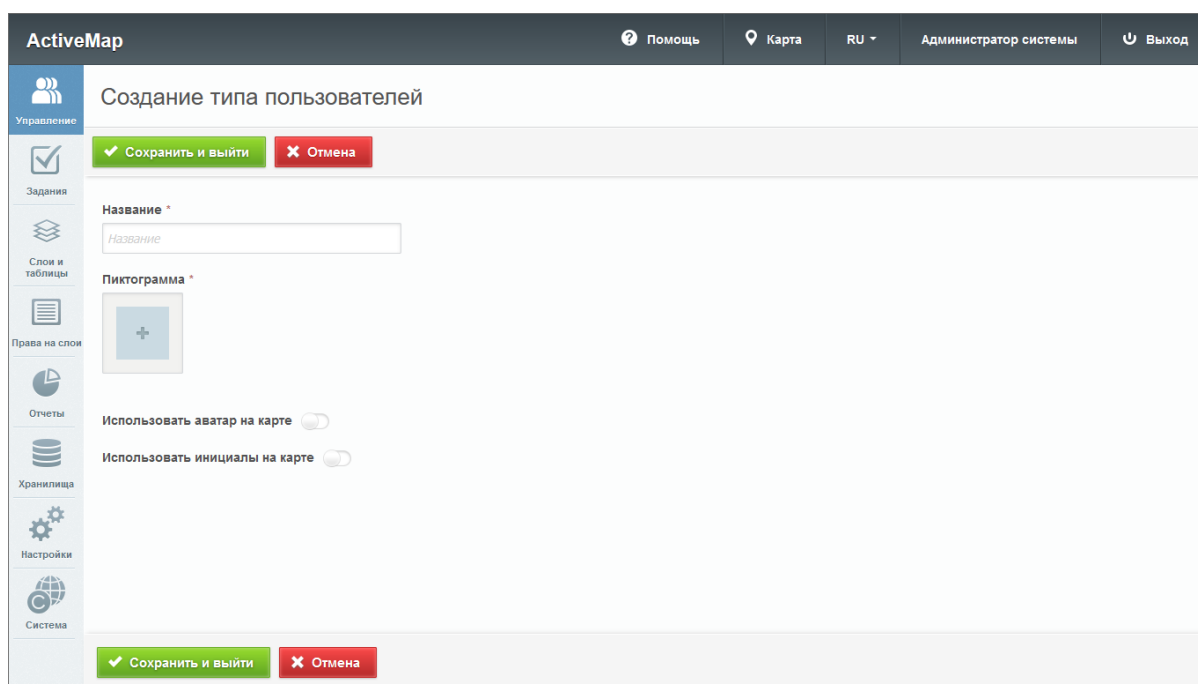 ActiveMap
Помощь
Карта
RU
Администратор системы
Выход
Управление
Задания
Слои и
таблицы
Права на слои
Отчеты
Хранилища
Настройки
Система
Создание типа пользователей
Сохранить и выйти
Отмена
Название *
Название
Пиктограмма *
Использовать аватар на карте
Использовать инициалы на карте
Сохранить и выйти
Отмена